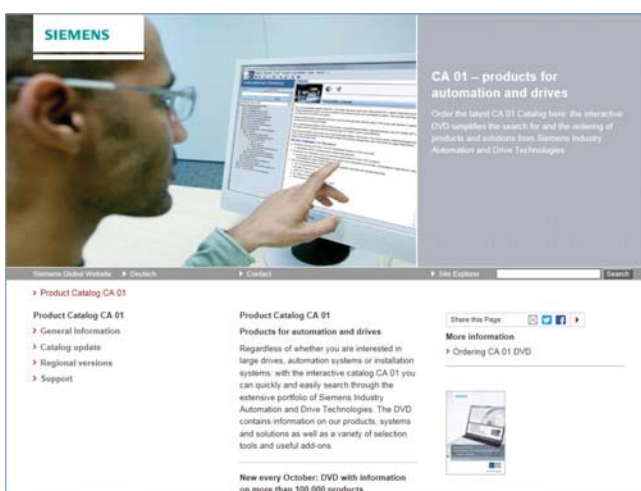 SIEMENS
CA 01 – products for
automation and drives
Order the latest CA 01 Catalog here: the interactive
DVD simplifies the search for and the ordering of
products and solutions from Siemens Industry
Automation and Drive Technologies.
Siemens Global Website
Deutsch
Contact
Site Explorer
Search
Product Catalog CA 01
Product Catalog CA 01
General Information
Catalog update
Regional versions
Support
Product Catalog CA 01
Products for automation and drives
Regardless of whether you are interested in
large drives, automation systems or installation
systems: with the interactive catalog CA 01 you
can quickly and easily search through the
extensive portfolio of Siemens Industry
Automation and Drive Technologies. The DVD
contains information on our products, systems
and solutions as well as a variety of selection
tools and useful add-ons.
New every October: DVD with information
on more than 100,000 products
Share this Page:
More information
Ordering CA 01 DVD